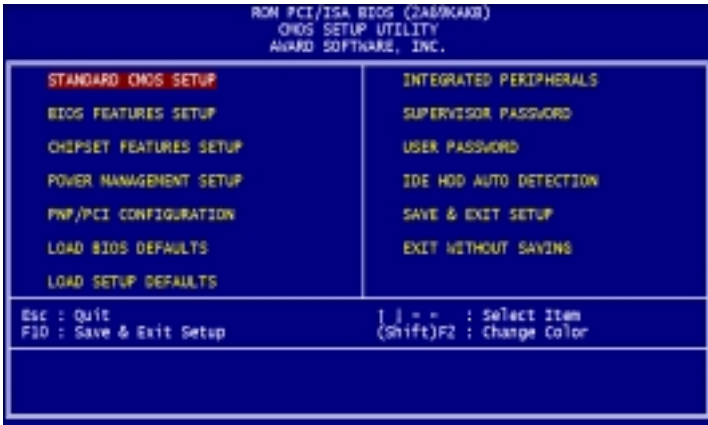 ROM PCI/ISA BIOS (2A69KAKB)
CMOS SETUP UTILITY
AWARD SOFTWARE, INC.
STANDARD CMOS SETUP
BIOS FEATURES SETUP
CHIPSET FEATURES SETUP
POWER MANAGEMENT SETUP
PNP/PCI CONFIGURATION
LOAD BIOS DEFAULTS
LOAD SETUP DEFAULTS
INTEGRATED PERIPHERALS
SUPERVISOR PASSWORD
USER PASSWORD
IDE HDD AUTO DETECTION
SAVE & EXIT SETUP
EXIT WITHOUT SAVING
Esc : Quit
F10 : Save & Exit Setup
: Select Item
(Shift)F2 : Change Color